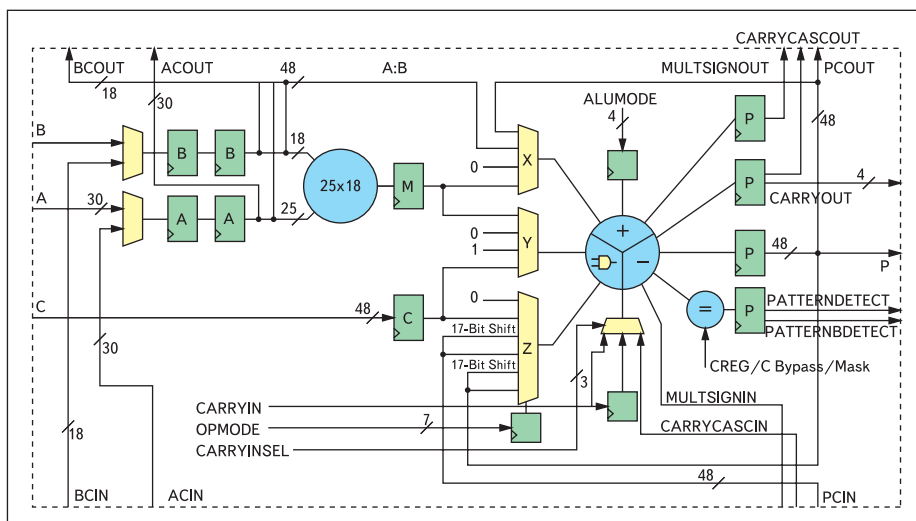 CARRYCASCOUT
BCOUT
ACOUT
48
A:B
MULTSIGNOUT
PCOUT
18
30
ALUMODE
4
P
48
B
B
B
18
X
0
25x18
M
P
4
CARRYOUT
A
30
A
A
25
Y
0
1
+
−
P
48
P
C
48
C
0
17-Bit Shift
Z
17-Bit Shift
=
P
PATTERNDETECT
PATTERNBDETECT
30
3
CREG/C Bypass/Mask
CARRYIN
MULTSIGNIN
OPMODE
7
CARRYCASCIN
18
CARRYINSEL
48
BCIN
ACIN
PCIN